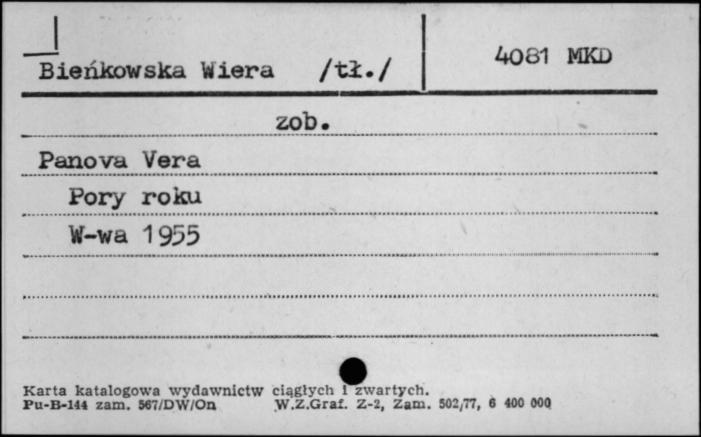 Bieńkowska Wiera /tł./
4081 MKD
zob.
Panova Vera
Pory roku
W-wa 1955
Karta katalogowa wydawnictw ciągłych i zwartych.
Pu-B-144 zam. 567/DW/On W.Z.Graf. Z-2, Zam. 502/77, 6 400 000